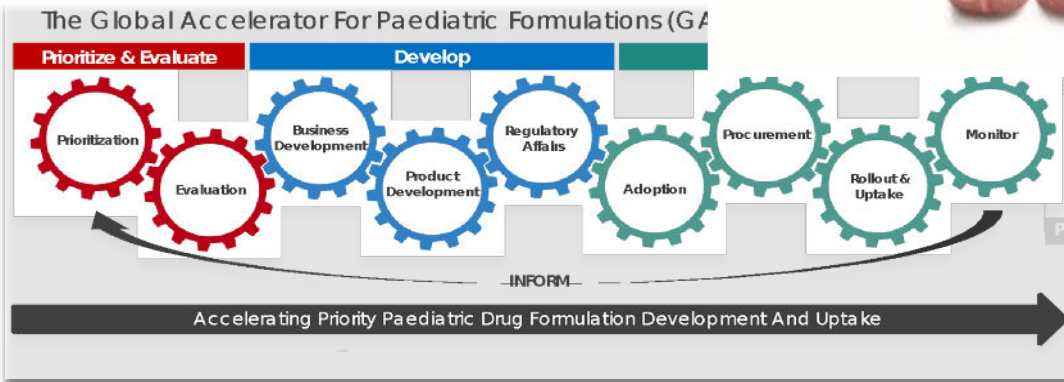 The Global Accelerator For Paediatric Formulations (GA
Prioritize & Evaluate
Develop
Prioritization
Evaluation
Business
Development
Product
Development
Regulatory
Affairs
Adoption
Procurement
Rollout &
Uptake
Monitor
P
INFORM
Accelerating Priority Paediatric Drug Formulation Development And Uptake